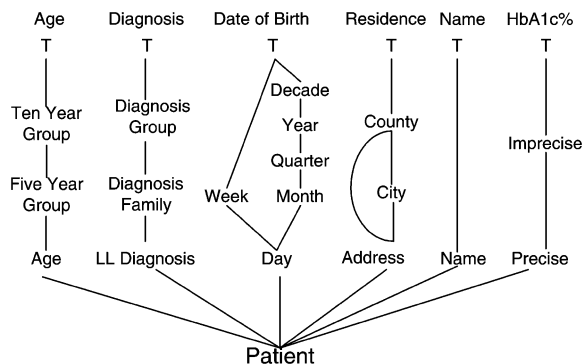 Age Diagnosis Date of Birth Residence Name HbA1c%
T T T T T T
Decade
Ten Year
Group
Diagnosis
Group
Year
County
Imprecise
Quarter
Five Year
Group
Diagnosis
Family
Week
Month
City
Age LL Diagnosis Day Address Name Precise
Patient